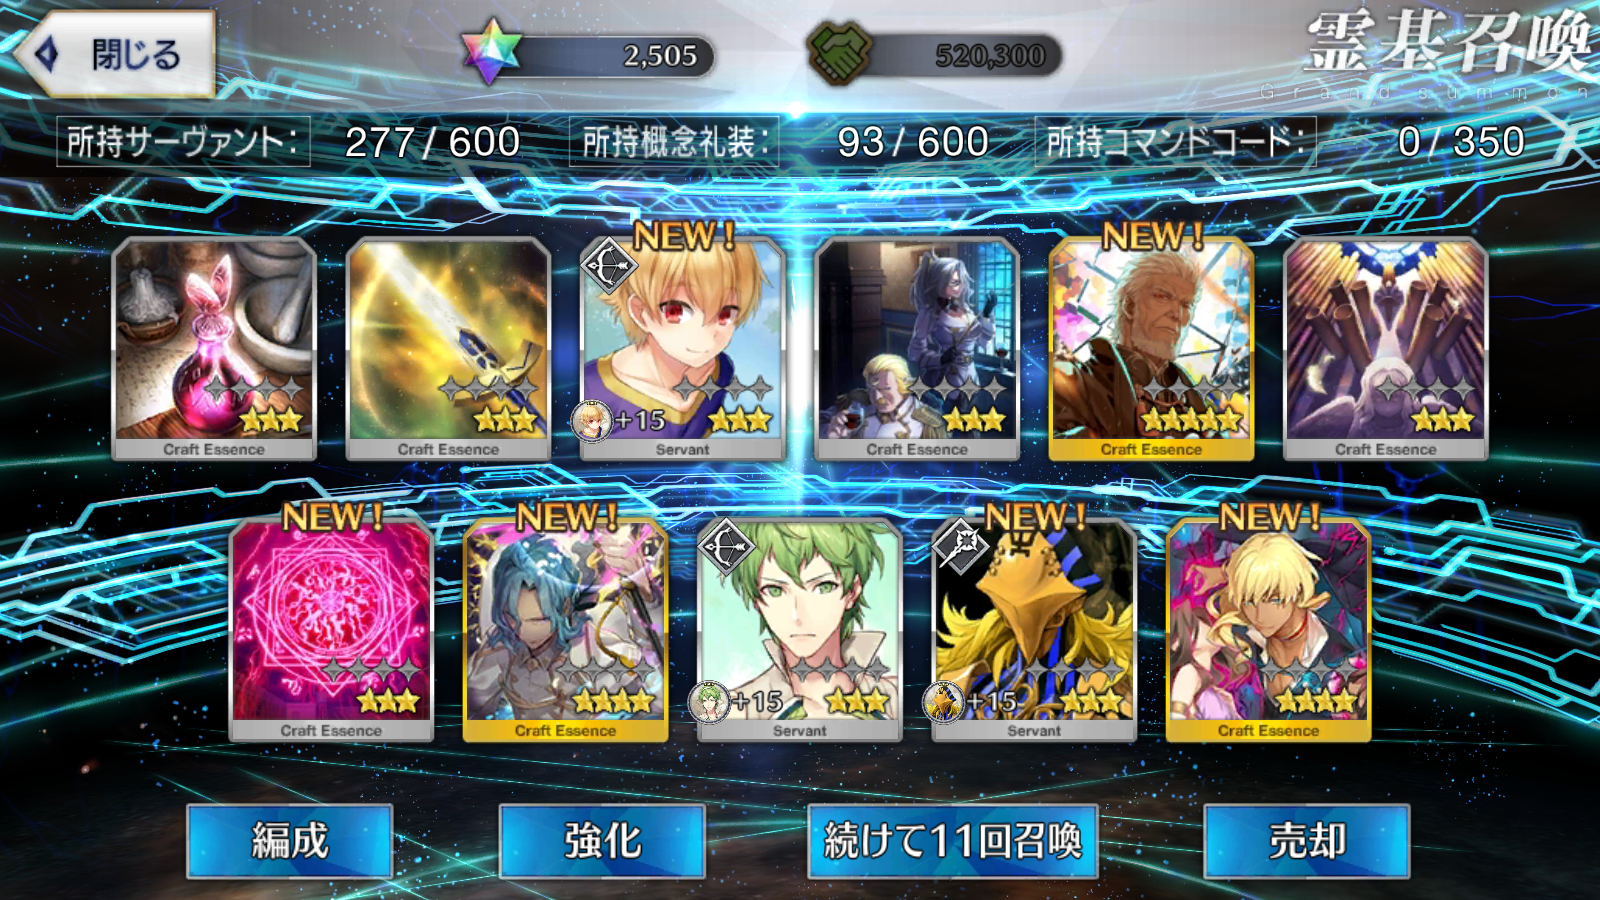 閉じる
2,505
520,300
霊基召喚
Grand summon
所持サーヴァント: 277/600
所持概念礼装: 93/600
所持コマンドコード: 0/350
NEW!
NEW!
+15
Craft Essence
Craft Essence
Servant
Craft Essence
Craft Essence
Craft Essence
NEW!
NEW!
NEW!
NEW!
+15
+15
Craft Essence
Craft Essence
Servant
Servant
Craft Essence
編成
強化
続けて11回召喚
売却